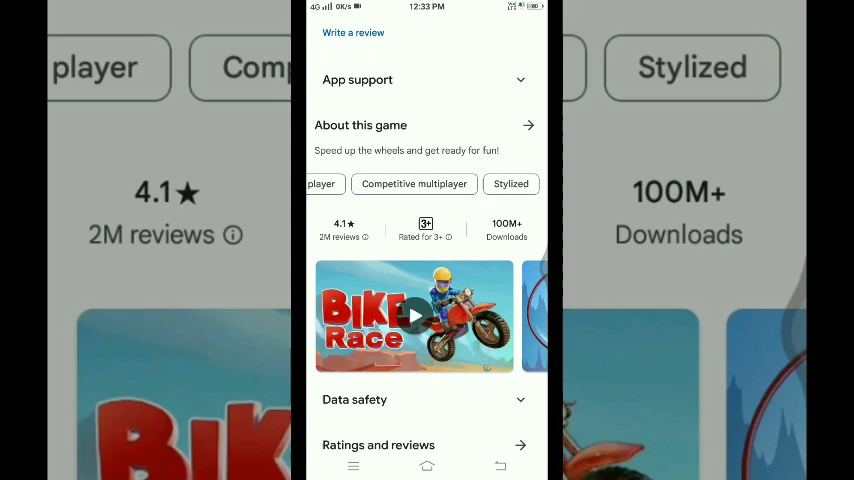 4G 0K/s 12:33 PM 4G 60
Write a review
App support
About this game
Speed up the wheels and get ready for fun!
player Competitive multiplayer Stylized
4.1★ 3+ 100M+
2M reviews Rated for 3+ Downloads
BIKE
Race
Data safety
Ratings and reviews
player Comp Stylized
4.1★ 100M+
2M reviews Downloads